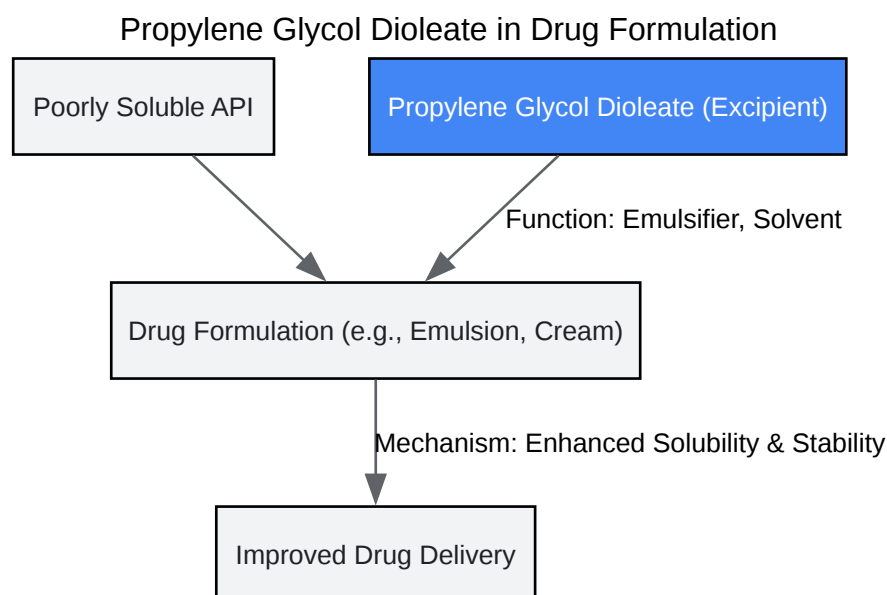 Propylene Glycol Dioleate in Drug Formulation
Poorly Soluble API
Propylene Glycol Dioleate (Excipient)
Function: Emulsifier, Solvent
Drug Formulation (e.g., Emulsion, Cream)
Mechanism: Enhanced Solubility & Stability
Improved Drug Delivery